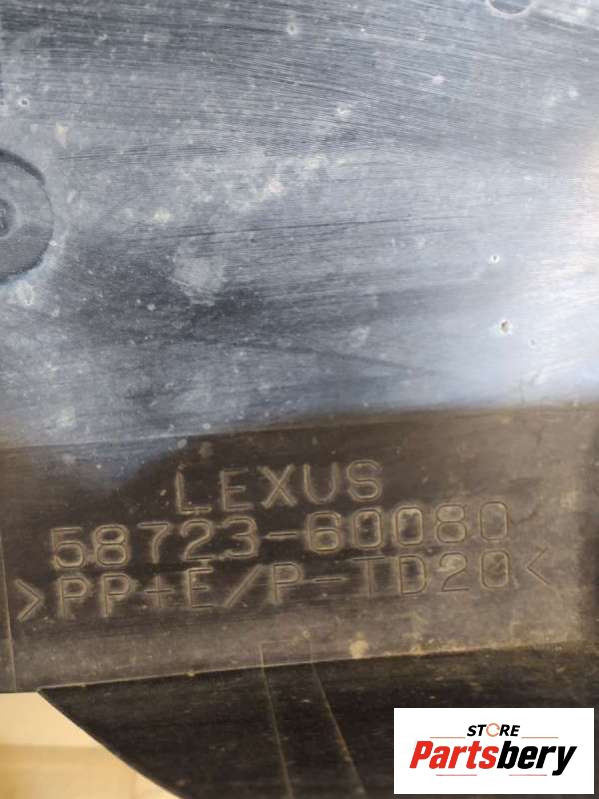 LEXUS
58723-60080
>PP+E/P-TD20<
STORE
Partsbery